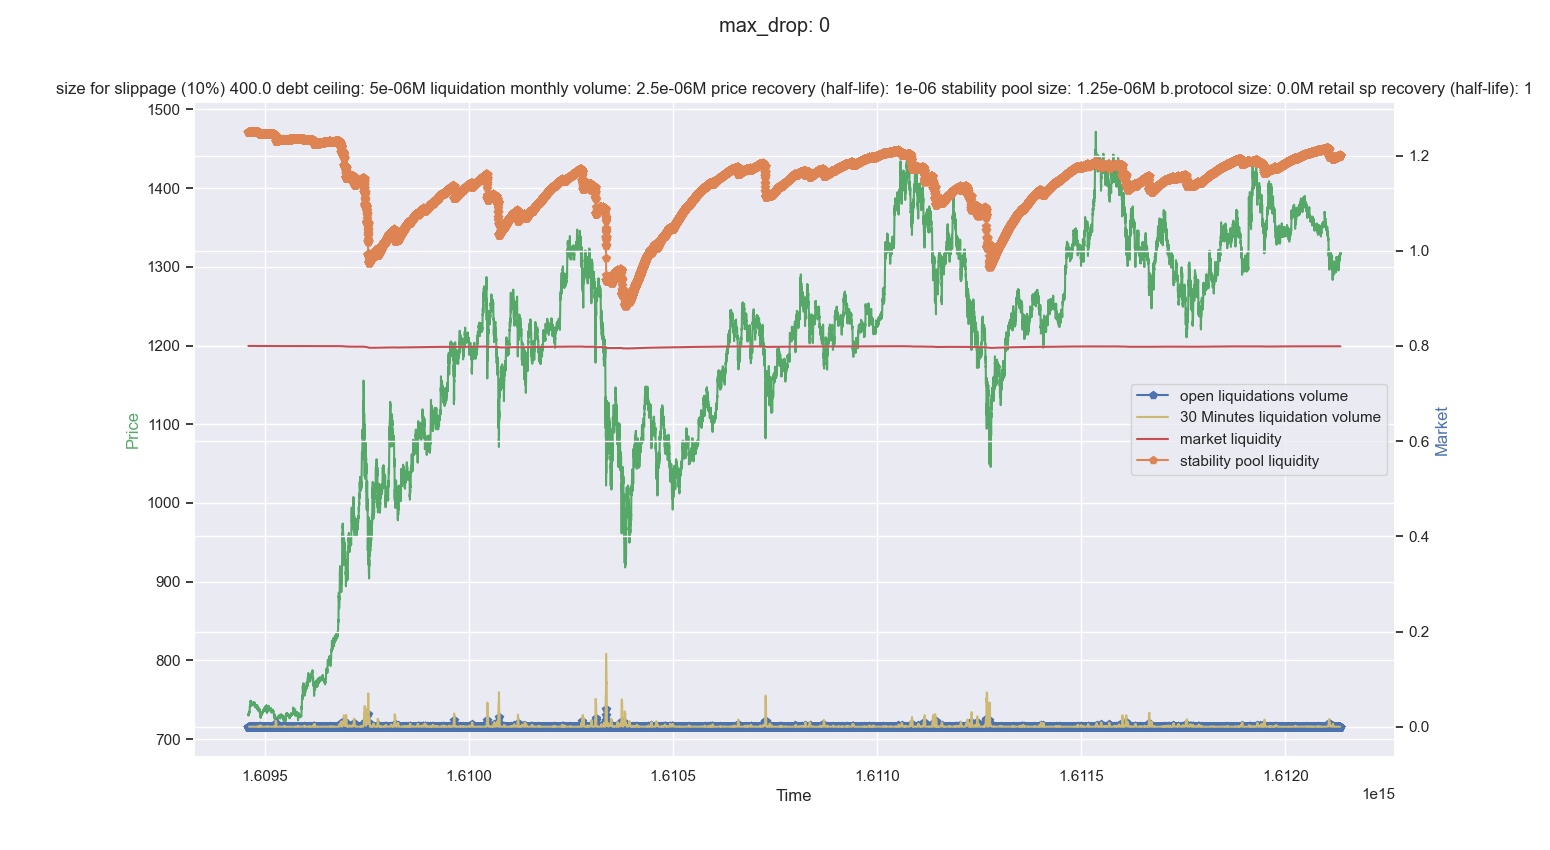 max_drop: 0
size for slippage (10%) 400.0 debt ceiling: 5e-06M liquidation monthly volume: 2.5e-06M price recovery (half-life): 1e-06 stability pool size: 1.25e-06M b.protocol size: 0.0M retail sp recovery (half-life): 1
1500
1400
1300
1200
1100
1000
900
800
700
Price
1.2
1.0
0.8
0.6
0.4
0.2
0.0
Market
open liquidations volume
30 Minutes liquidation volume
market liquidity
stability pool liquidity
1.6095
1.6100
1.6105
1.6110
1.6115
1.6120
1e15
Time